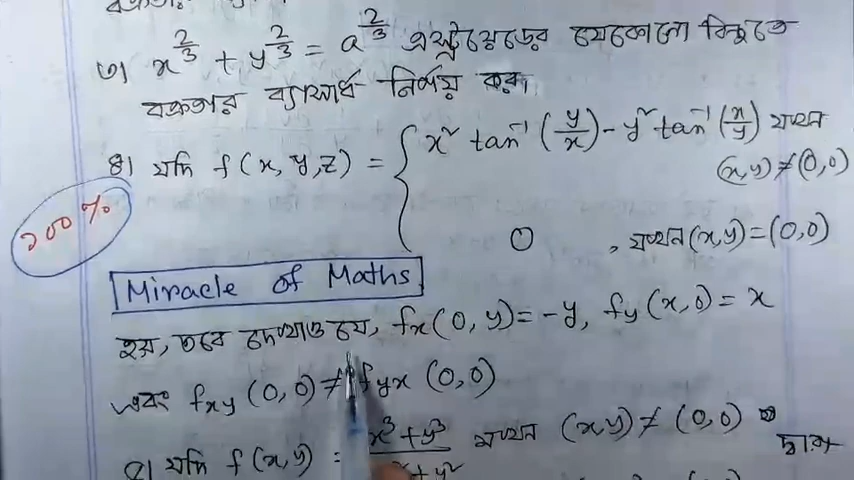 ৩। x^{2/3} + y^{2/3} = a^{2/3} এস্ট্রয়েডের যেকোনো বিন্দুতে
বক্রতার ব্যাসার্ধ নির্ণয় কর।
৪। যদি f(x, y, z) = { x² tan⁻¹ (y/x) - y² tan⁻¹ (x/y) যখন
(x, y) ≠ (0, 0)
200%
0 , যখন (x, y) = (0, 0)
Miracle of Maths
হয়, তবে দেখাও যে, fx (0, y) = -y, fy (x, 0) = x
এবং fxy (0, 0) ≠ fyx (0, 0)
৫। যদি f(x, y) = x³ + y³ যখন (x, y) ≠ (0, 0) দ্বারা